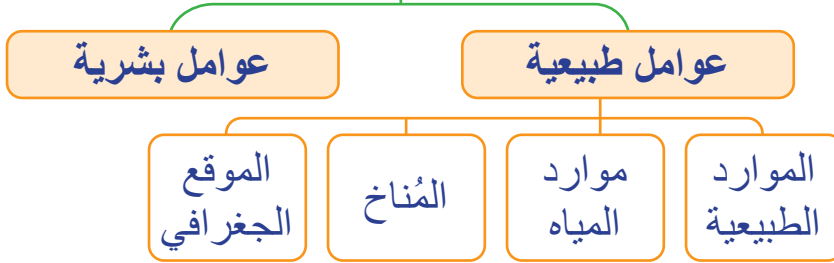 عوامل طبيعية
عوامل بشرية
الموارد
الطبيعية
موارد
المياه
المُناخ
الموقع
الجغرافي